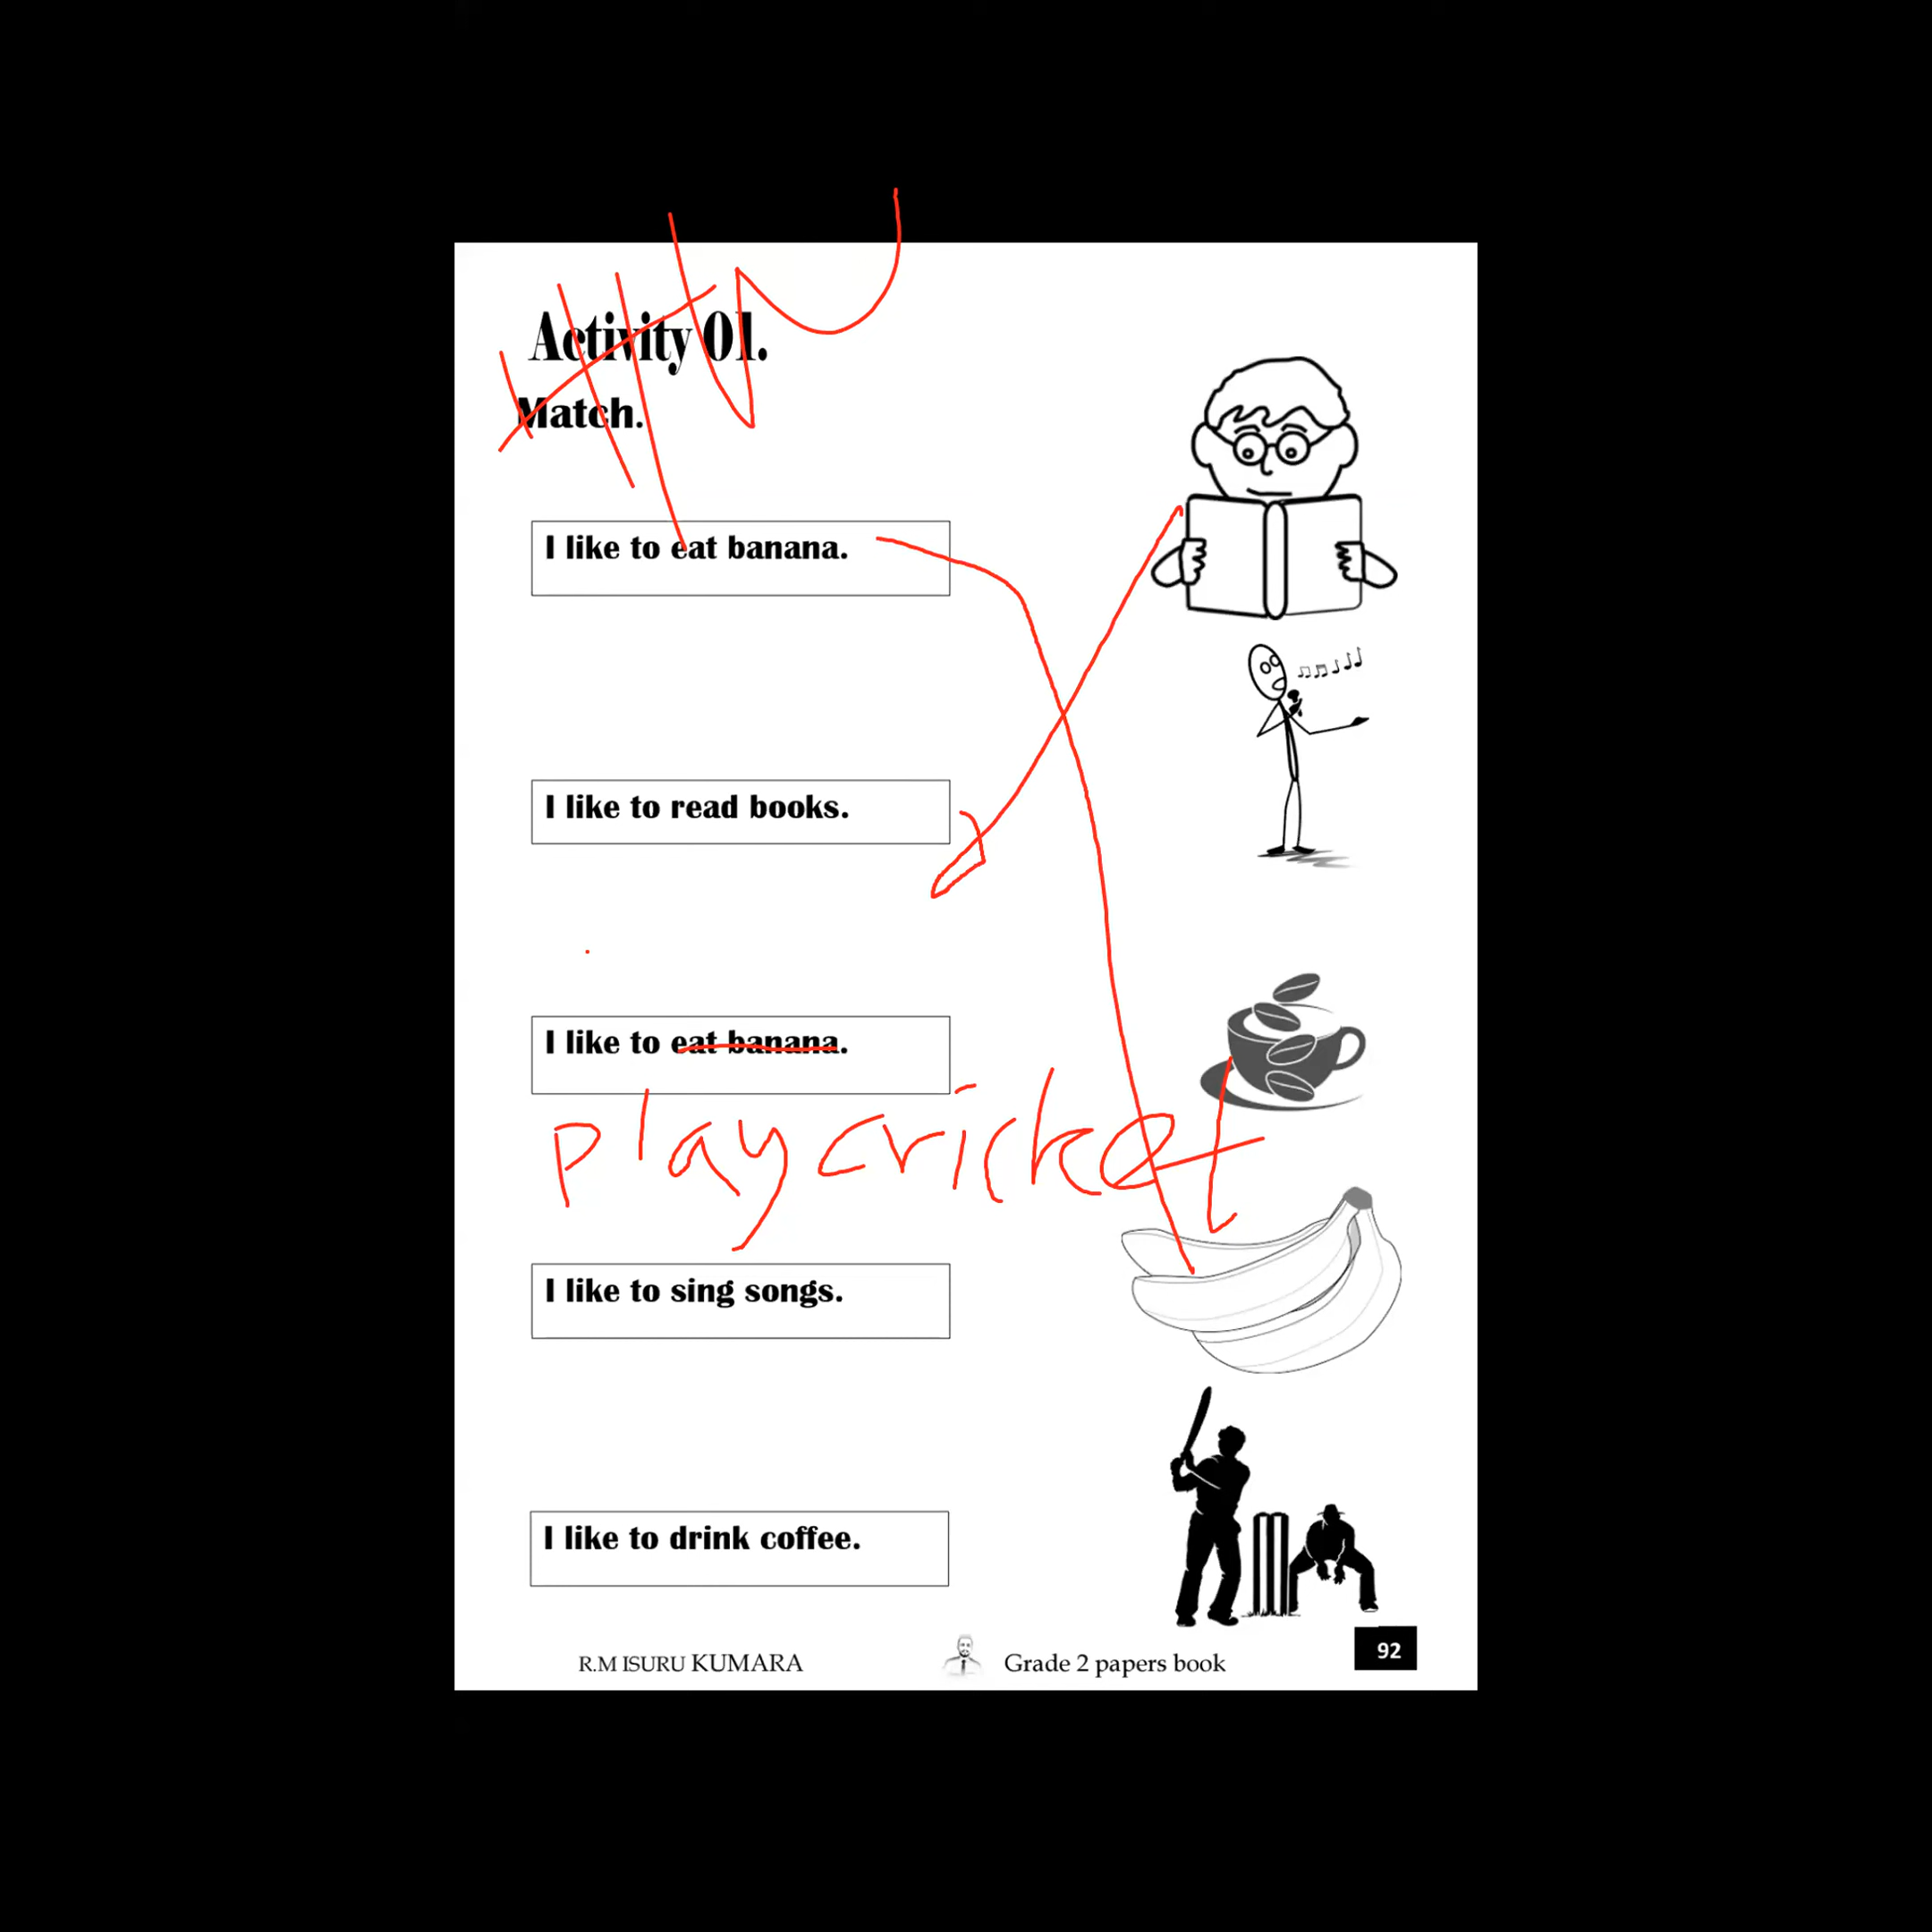 Activity 01.
Match.
I like to eat banana.
I like to read books.
I like to eat banana.
play cricket
I like to sing songs.
I like to drink coffee.
R.M ISURU KUMARA Grade 2 papers book 92